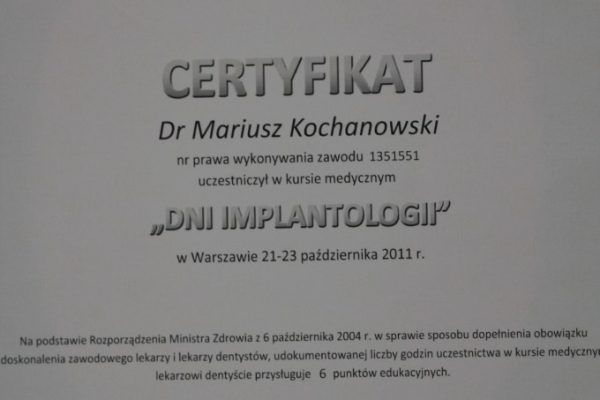 CERTYFIKAT
Dr Mariusz Kochanowski
nr prawa wykonywania zawodu 1351551
uczestniczył w kursie medycznym
„DNI IMPLANTOLOGII”
w Warszawie 21-23 października 2011 r.
Na podstawie Rozporządzenia Ministra Zdrowia z 6 października 2004 r. w sprawie sposobu dopełnienia obowiązku
doskonalenia zawodowego lekarzy i lekarzy dentystów, udokumentowanej liczby godzin uczestnictwa w kursie medycznym
lekarzowi dentyście przysługuje 6 punktów edukacyjnych.